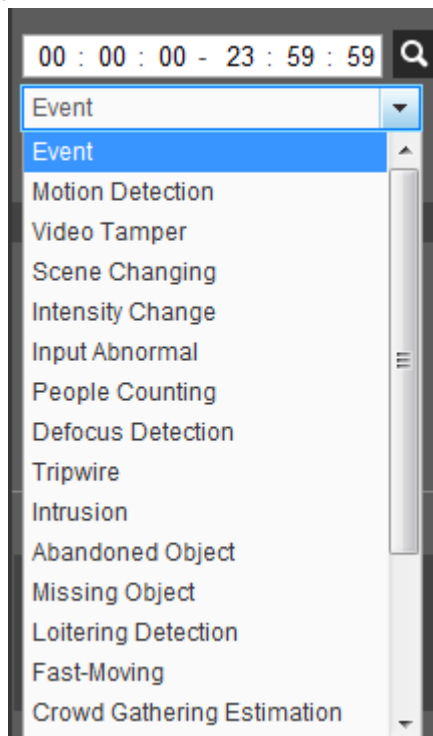 00 : 00 : 00 - 23 : 59 : 59
Event
Event
Motion Detection
Video Tamper
Scene Changing
Intensity Change
Input Abnormal
People Counting
Defocus Detection
Tripwire
Intrusion
Abandoned Object
Missing Object
Loitering Detection
Fast-Moving
Crowd Gathering Estimation